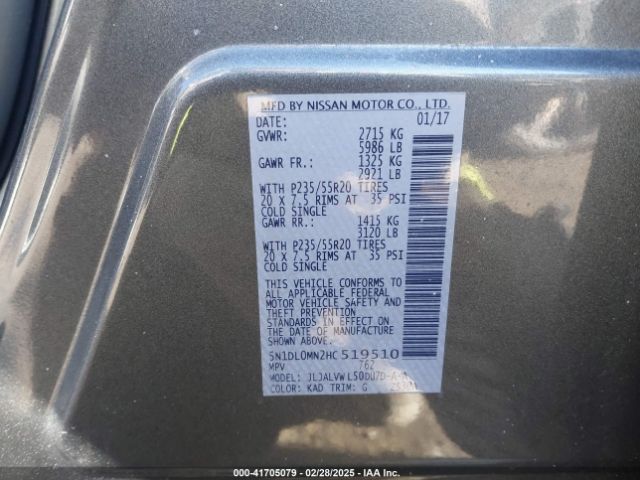 MFD BY NISSAN MOTOR CO., LTD.
DATE: 01/17
GVWR: 2715 KG
5986 LB
GAWR FR.: 1325 KG
2921 LB
WITH P235/55R20 TIRES
20 x 7.5 RIMS AT 35 PSI
COLD SINGLE
GAWR RR.: 1415 KG
3120 LB
WITH P235/55R20 TIRES
20 x 7.5 RIMS AT 35 PSI
COLD SINGLE
THIS VEHICLE CONFORMS TO
ALL APPLICABLE FEDERAL
MOTOR VEHICLE SAFETY AND
THEFT PREVENTION
STANDARDS IN EFFECT ON
THE DATE OF MANUFACTURE
SHOWN ABOVE.
5N1DL0MN2HC519510
MPV 762
MODEL: JLJALVWL50DU7D-A-A
COLOR: KAD TRIM: G
000-41705079 — 02/28/2025 — IAA Inc.